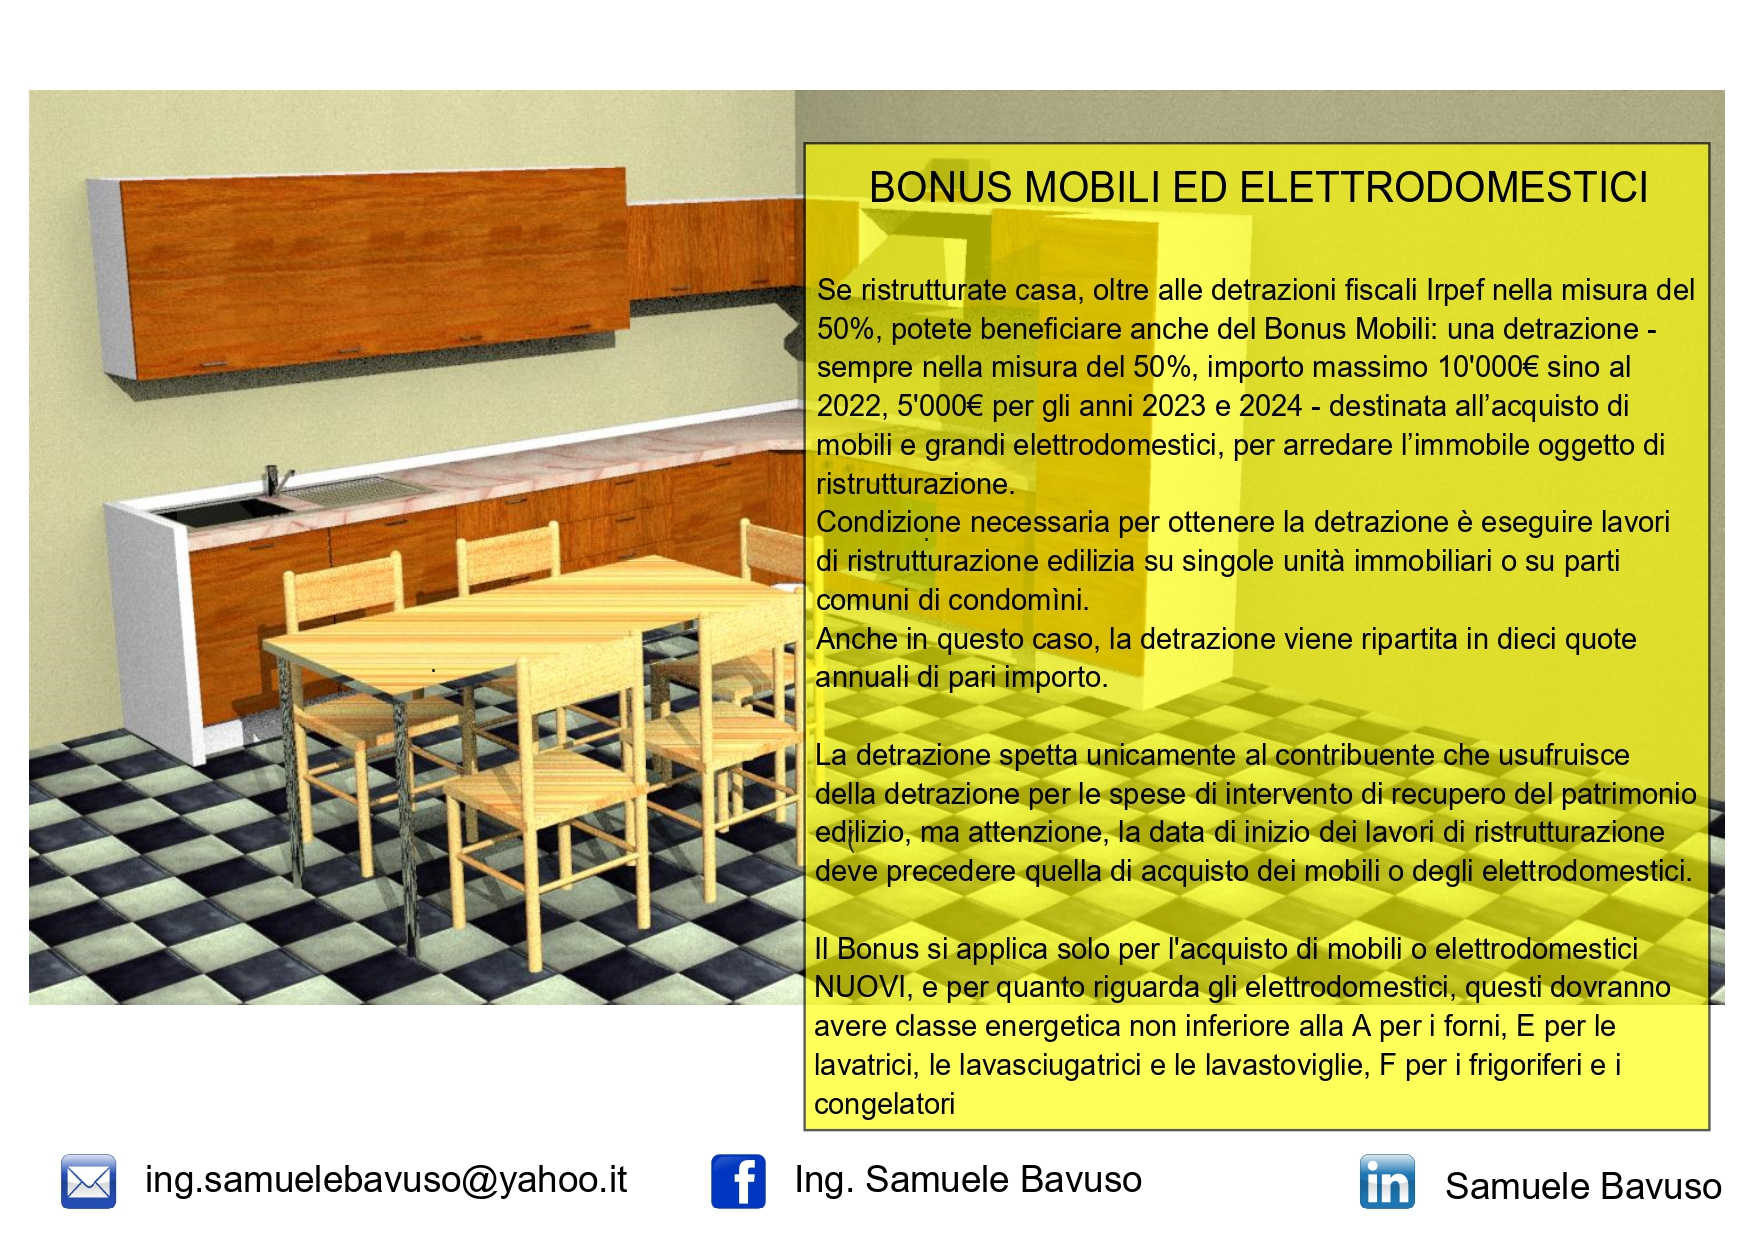 BONUS MOBILI ED ELETTRODOMESTICI
Se ristrutturate casa, oltre alle detrazioni fiscali Irpef nella misura del
50%, potete beneficiare anche del Bonus Mobili: una detrazione -
sempre nella misura del 50%, importo massimo 10'000€ sino al
2022, 5'000€ per gli anni 2023 e 2024 - destinata all’acquisto di
mobili e grandi elettrodomestici, per arredare l’immobile oggetto di
ristrutturazione.
Condizione necessaria per ottenere la detrazione è eseguire lavori
di ristrutturazione edilizia su singole unità immobiliari o su parti
comuni di condomìni.
Anche in questo caso, la detrazione viene ripartita in dieci quote
annuali di pari importo.
La detrazione spetta unicamente al contribuente che usufruisce
della detrazione per le spese di intervento di recupero del patrimonio
edilizio, ma attenzione, la data di inizio dei lavori di ristrutturazione
deve precedere quella di acquisto dei mobili o degli elettrodomestici.
Il Bonus si applica solo per l'acquisto di mobili o elettrodomestici
NUOVI, e per quanto riguarda gli elettrodomestici, questi dovranno
avere classe energetica non inferiore alla A per i forni, E per le
lavatrici, le lavasciugatrici e le lavastoviglie, F per i frigoriferi e i
congelatori
ing.samuelebavuso@yahoo.it
Ing. Samuele Bavuso
Samuele Bavuso